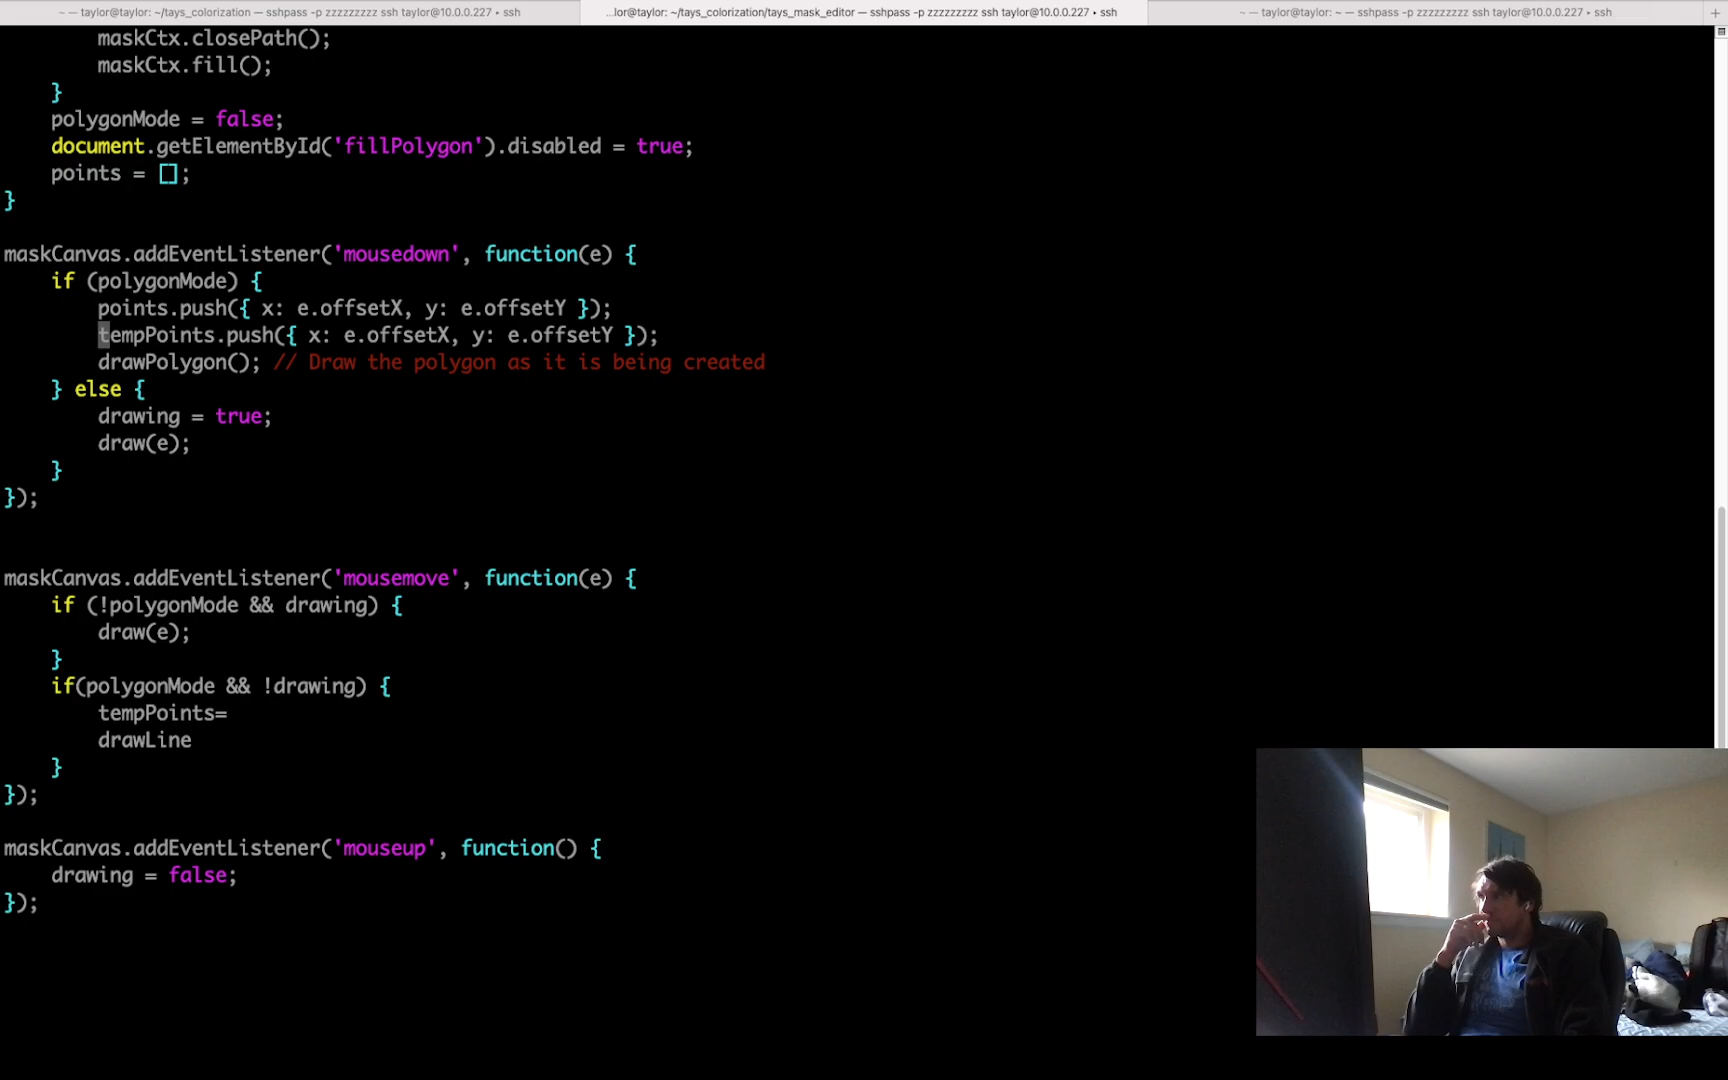 ~ — taylor@taylor: ~/tays_colorization — sshpass -p zzzzzzzzz ssh taylor@10.0.0.227 • ssh
...lor@taylor: ~/tays_colorization/tays_mask_editor — sshpass -p zzzzzzzzz ssh taylor@10.0.0.227 • ssh
~ — taylor@taylor: ~ — sshpass -p zzzzzzzzz ssh taylor@10.0.0.227 • ssh
maskCtx.closePath();
maskCtx.fill();
}
polygonMode = false;
document.getElementById('fillPolygon').disabled = true;
points = [];
}
maskCanvas.addEventListener('mousedown', function(e) {
if (polygonMode) {
points.push({ x: e.offsetX, y: e.offsetY });
tempPoints.push({ x: e.offsetX, y: e.offsetY });
drawPolygon(); // Draw the polygon as it is being created
} else {
drawing = true;
draw(e);
}
});
maskCanvas.addEventListener('mousemove', function(e) {
if (!polygonMode && drawing) {
draw(e);
}
if(polygonMode && !drawing) {
tempPoints=
drawLine
}
});
maskCanvas.addEventListener('mouseup', function() {
drawing = false;
});